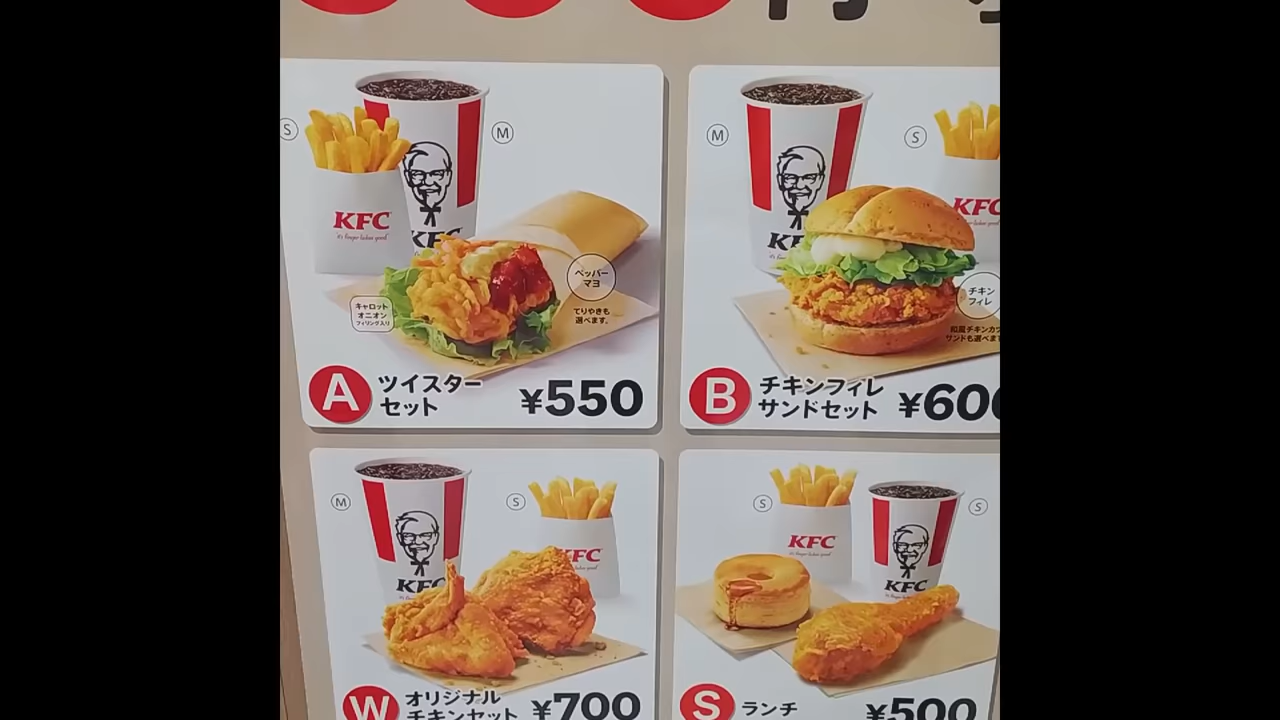 S
M
KFC
KFC
ペッパー
マヨ
てりやきも
選べます。
キャロット
オニオン
フィリング入り
A
ツイスター
セット
¥550
M
S
KFC
チキン
フィレ
B
チキンフィレ
サンドセット
¥600
M
S
KFC
KFC
W
オリジナル
チキンセット
¥700
S
S
KFC
KFC
S
ランチ
¥500